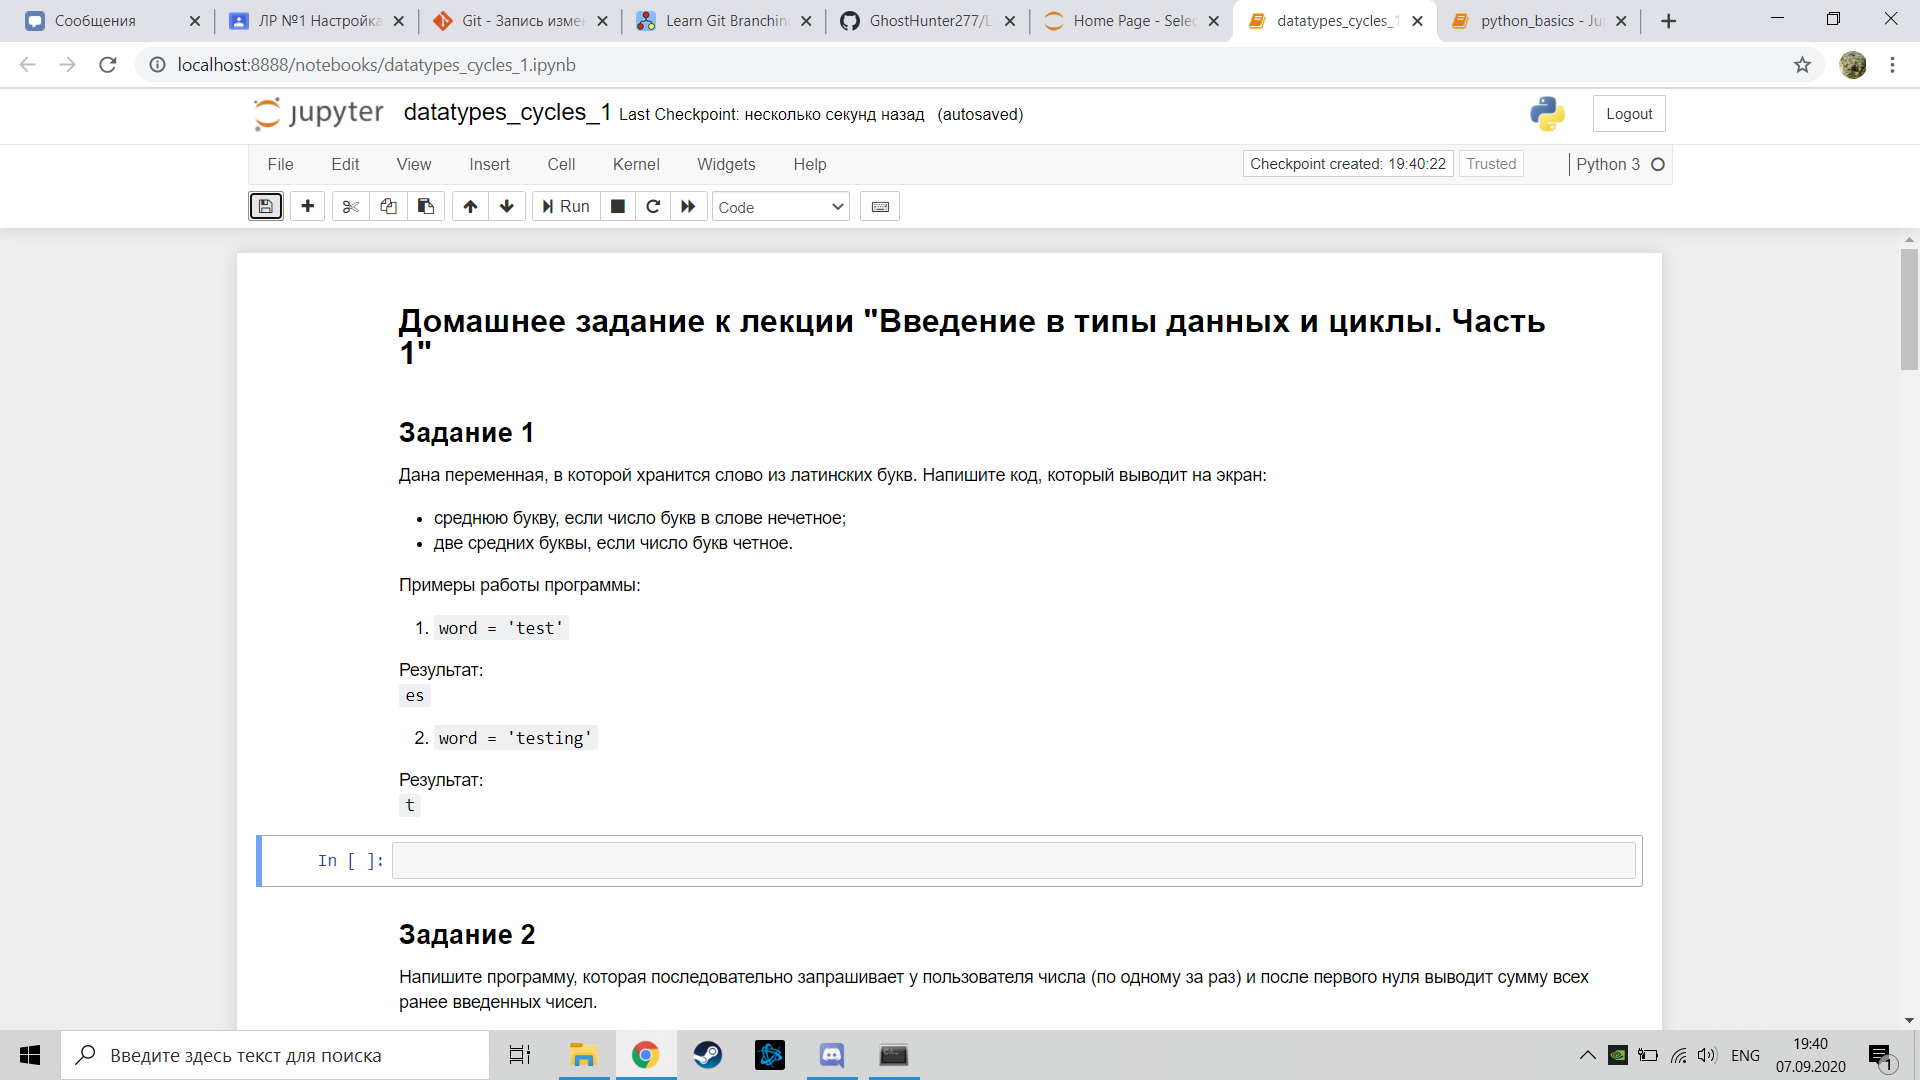 Сообщения
ЛР №1 Настройка
Git - Запись измен
Learn Git Branchin
GhostHunter277/L
Home Page - Selec
datatypes_cycles_1
python_basics - Ju
localhost:8888/notebooks/datatypes_cycles_1.ipynb
jupyter datatypes_cycles_1 Last Checkpoint: несколько секунд назад (autosaved)
Logout
File Edit View Insert Cell Kernel Widgets Help
Checkpoint created: 19:40:22 Trusted Python 3
Run Code
Домашнее задание к лекции "Введение в типы данных и циклы. Часть
1"
Задание 1
Дана переменная, в которой хранится слово из латинских букв. Напишите код, который выводит на экран:
• среднюю букву, если число букв в слове нечетное;
• две средних буквы, если число букв четное.
Примеры работы программы:
1. word = 'test'
Результат:
es
2. word = 'testing'
Результат:
t
In [ ]:
Задание 2
Напишите программу, которая последовательно запрашивает у пользователя числа (по одному за раз) и после первого нуля выводит сумму всех
ранее введенных чисел.
Введите здесь текст для поиска
ENG
19:40
07.09.2020
1